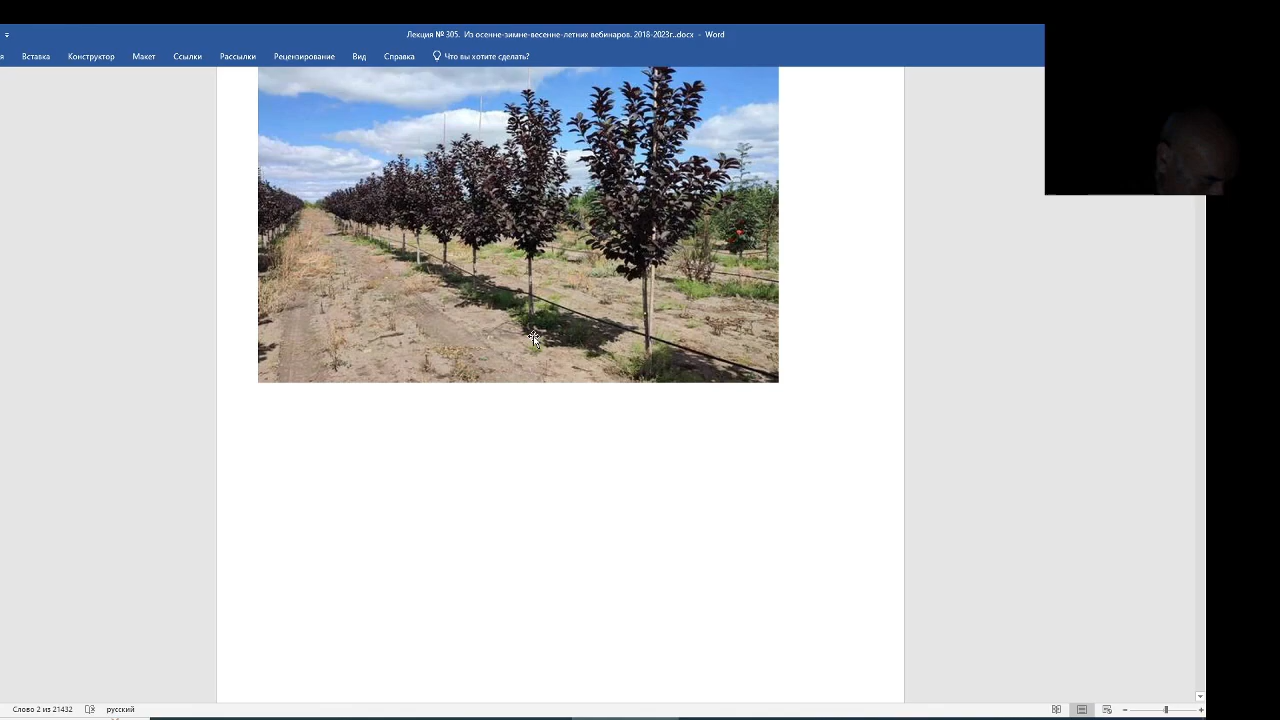 Лекция № 305. Из осенне-зимне-весенне-летних вебинаров. 2018-2023г..docx - Word
я Вставка Конструктор Макет Ссылки Рассылки Рецензирование Вид Справка Что вы хотите сделать?
Слово 2 из 21432 русский